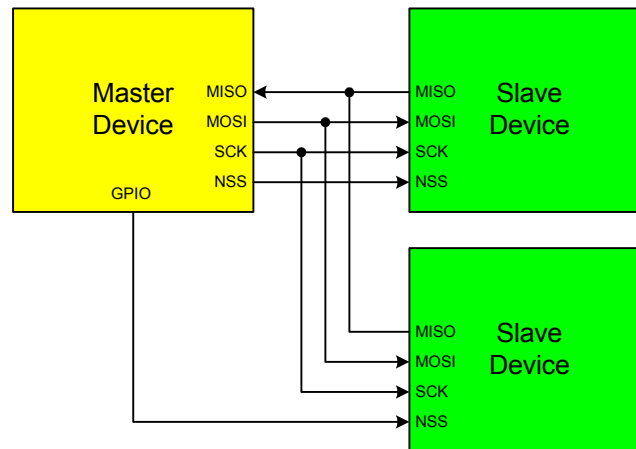 Master
Device
MISO
MOSI
SCK
NSS
GPIO
MISO
MOSI
SCK
NSS
Slave
Device
MISO
MOSI
SCK
NSS
Slave
Device